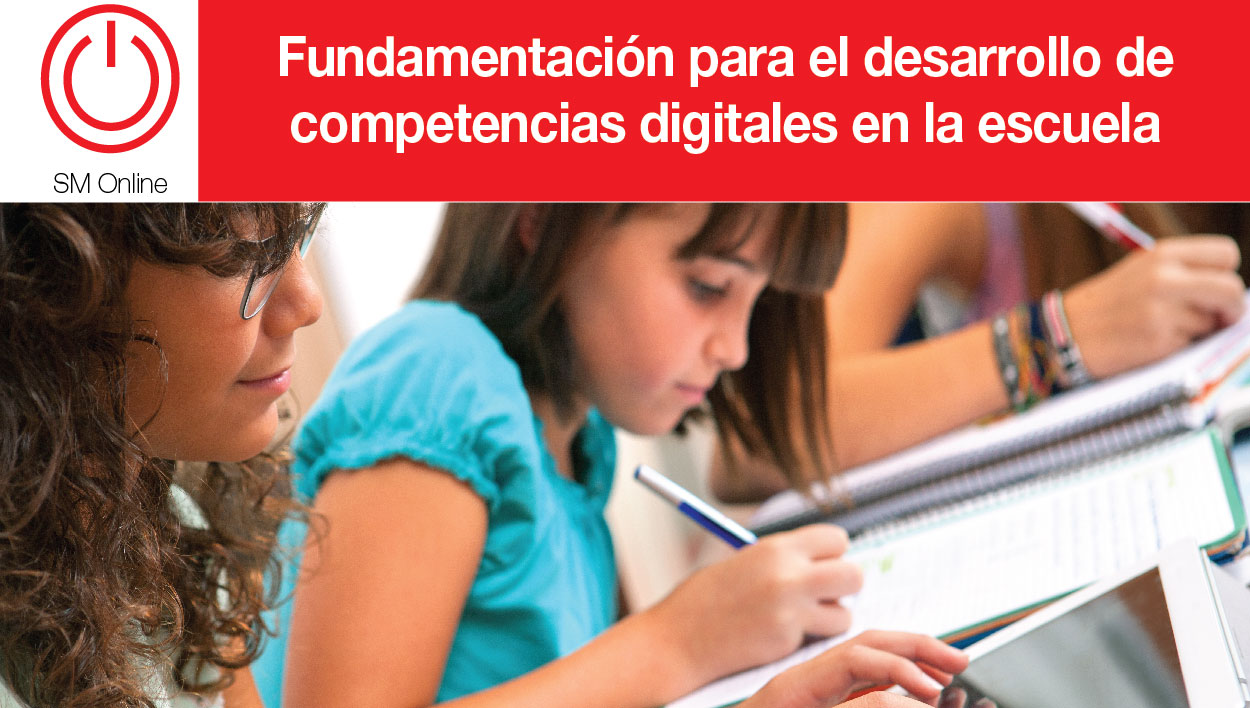 Fundamentación para el desarrollo de
competencias digitales en la escuela
SM Online